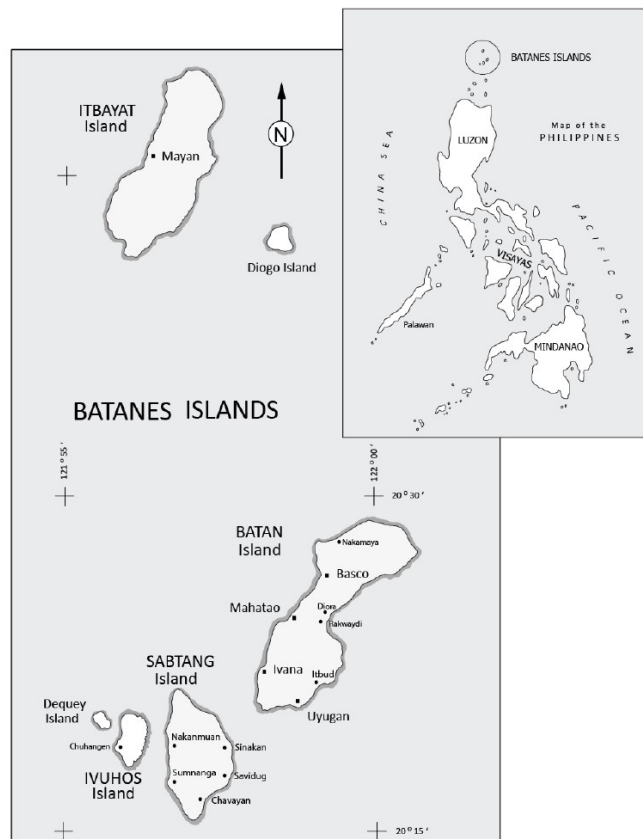 ITBAYAT
Island
Mayan
N
Diogo Island
BATANES ISLANDS
121° 55 '
122° 00 '
20° 30 '
BATAN
Island
Nakamaya
Basco
Mahatao
Diora
Rakwaydi
Ivana
Itbud
Uyugan
SABTANG
Island
Dequey
Island
Chuhangen
IVUHOS
Island
Nakanmuan
Sinakan
Sumnanga
Savidug
Chavayan
20° 15 '
BATANES ISLANDS
Map of the
PHILIPPINES
LUZON
CHINA SEA
PACIFIC OCEAN
VISAYAS
Palawan
MINDANAO